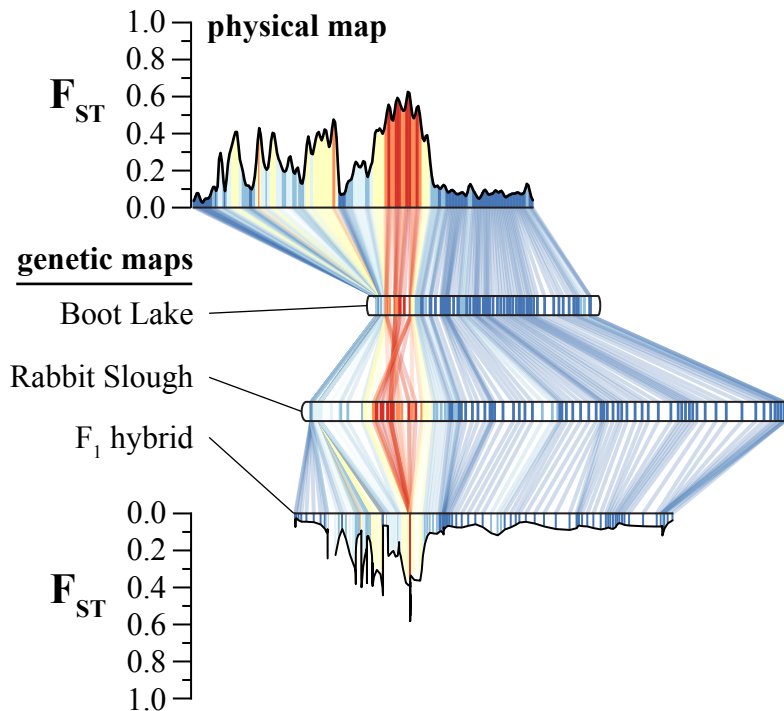 physical map
F_ST
1.0
0.8
0.6
0.4
0.2
0.0
genetic maps
Boot Lake
Rabbit Slough
F₁ hybrid
F_ST
0.0
0.2
0.4
0.6
0.8
1.0